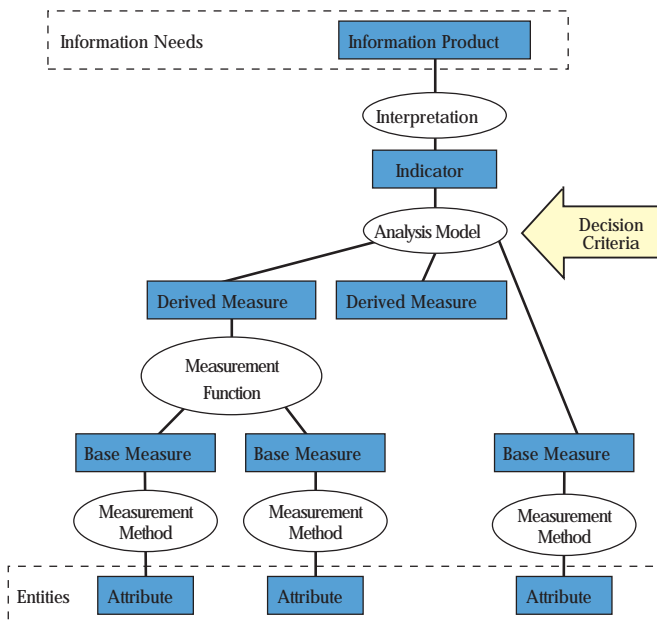 Information Needs
Information Product
Interpretation
Indicator
Analysis Model
Decision
Criteria
Derived Measure
Derived Measure
Measurement
Function
Base Measure
Base Measure
Base Measure
Measurement
Method
Measurement
Method
Measurement
Method
Entities
Attribute
Attribute
Attribute